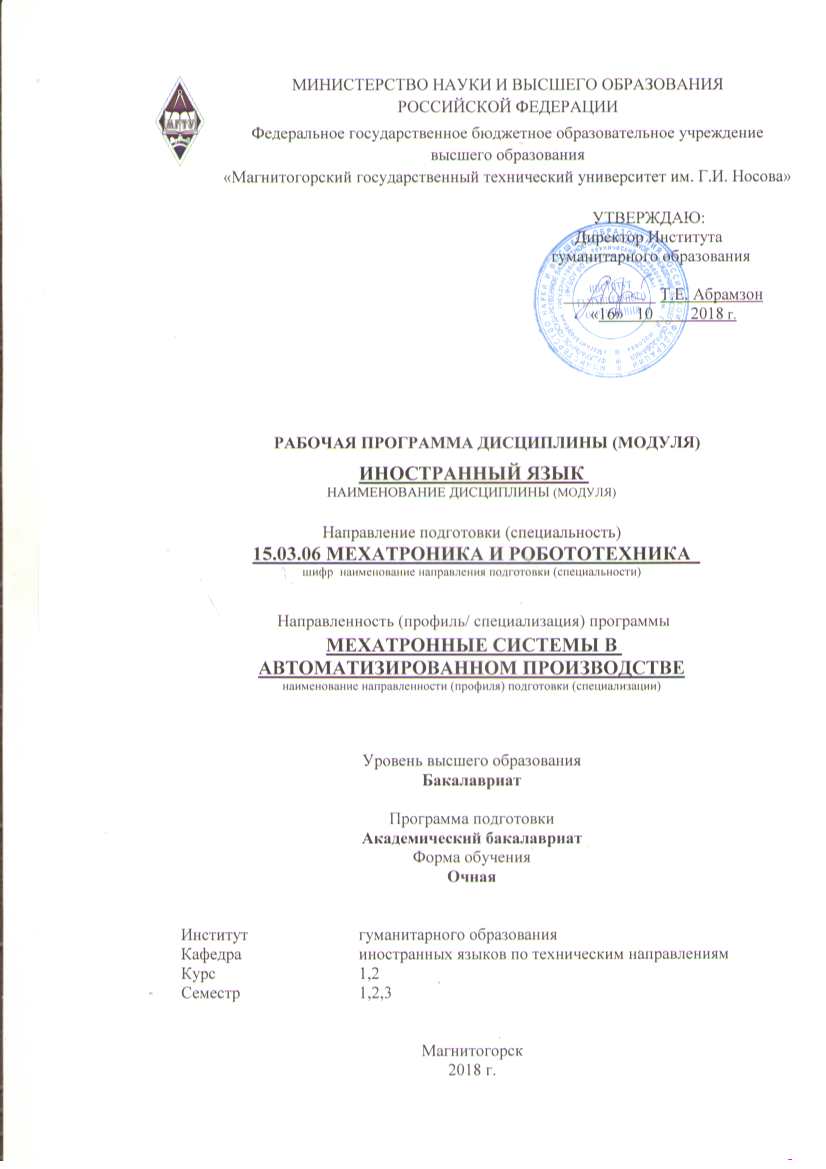 МИНИСТЕРСТВО НАУКИ И ВЫСШЕГО ОБРАЗОВАНИЯ
РОССИЙСКОЙ ФЕДЕРАЦИИ
Федеральное государственное бюджетное образовательное учреждение
высшего образования
«Магнитогорский государственный технический университет им. Г.И. Носова»
МГТУ
УТВЕРЖДАЮ:
Директор Института
гуманитарного образования
Т.Е. Абрамзон
«16» 10 2018 г.
РАБОЧАЯ ПРОГРАММА ДИСЦИПЛИНЫ (МОДУЛЯ)
ИНОСТРАННЫЙ ЯЗЫК
НАИМЕНОВАНИЕ ДИСЦИПЛИНЫ (МОДУЛЯ)
Направление подготовки (специальность)
15.03.06 МЕХАТРОНИКА И РОБОТОТЕХНИКА
шифр наименование направления подготовки (специальности)
Направленность (профиль/ специализация) программы
МЕХАТРОННЫЕ СИСТЕМЫ В
АВТОМАТИЗИРОВАННОМ ПРОИЗВОДСТВЕ
наименование направленности (профиля) подготовки (специализации)
Уровень высшего образования
Бакалавриат
Программа подготовки
Академический бакалавриат
Форма обучения
Очная
Институт гуманитарного образования
Кафедра иностранных языков по техническим направлениям
Курс 1,2
Семестр 1,2,3
Магнитогорск
2018 г.